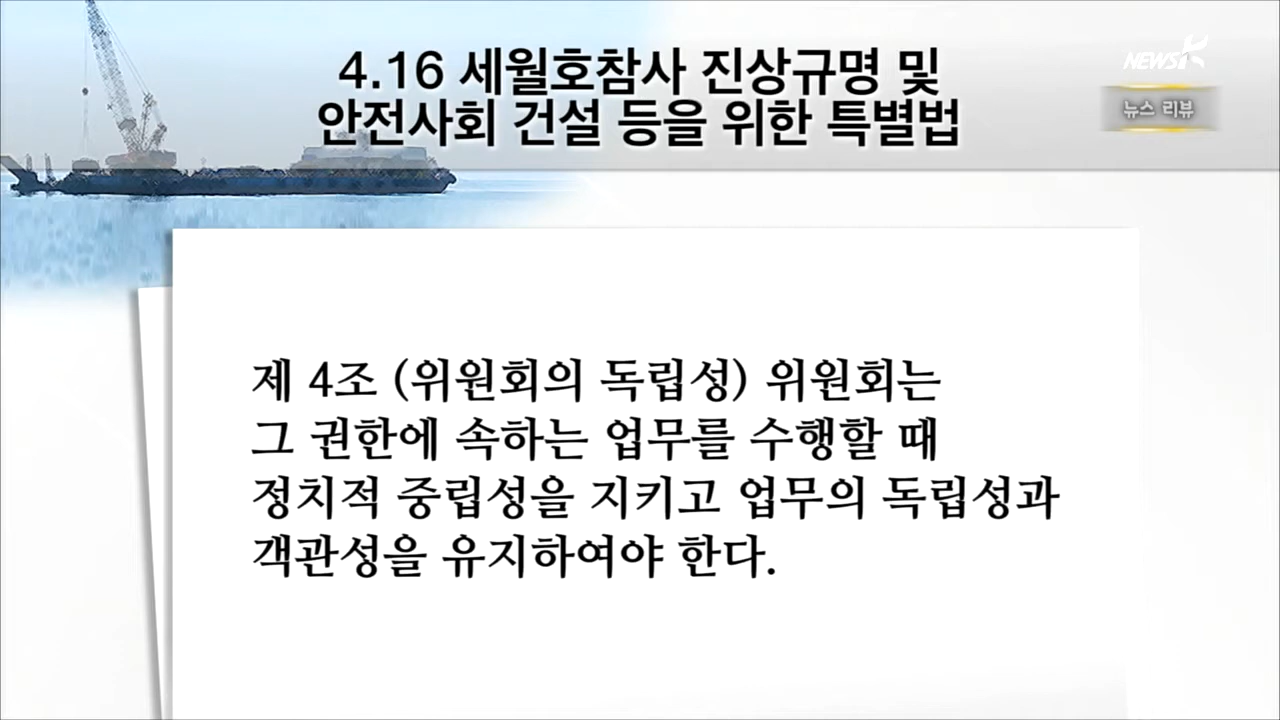 4.16 세월호참사 진상규명 및
안전사회 건설 등을 위한 특별법
NEWSK
뉴스 리뷰
제 4조 (위원회의 독립성) 위원회는
그 권한에 속하는 업무를 수행할 때
정치적 중립성을 지키고 업무의 독립성과
객관성을 유지하여야 한다.